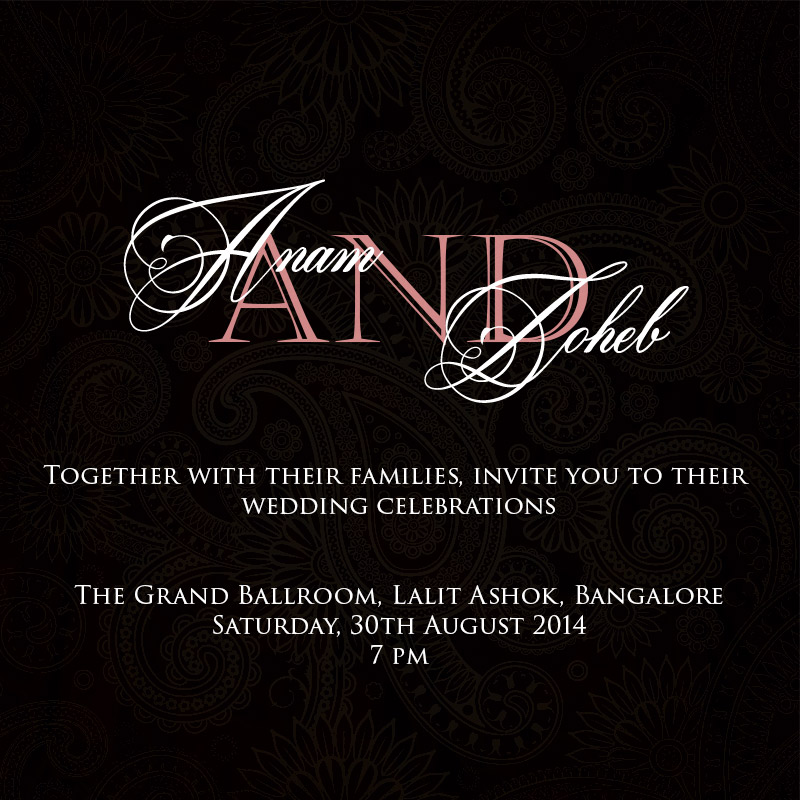 Anam
AND
Zoheb
Together with their families, invite you to their
wedding celebrations
The Grand Ballroom, Lalit Ashok, Bangalore
Saturday, 30th August 2014
7 pm